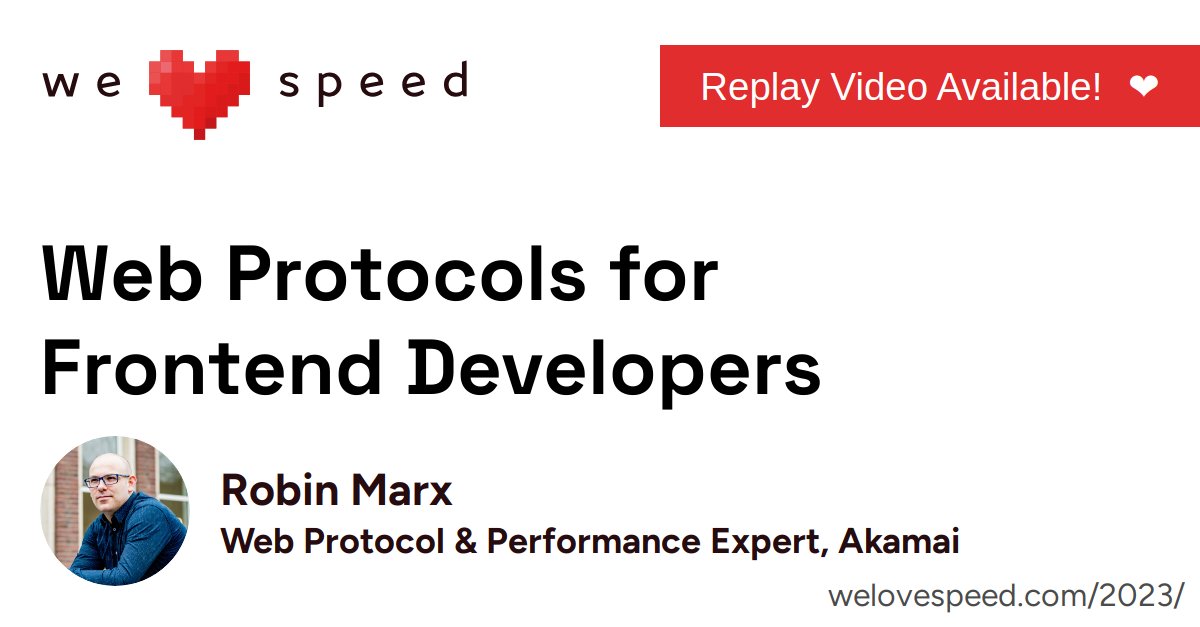 we ❤ speed
Replay Video Available! ❤
Web Protocols for
Frontend Developers
Robin Marx
Web Protocol & Performance Expert, Akamai
welovespeed.com/2023/